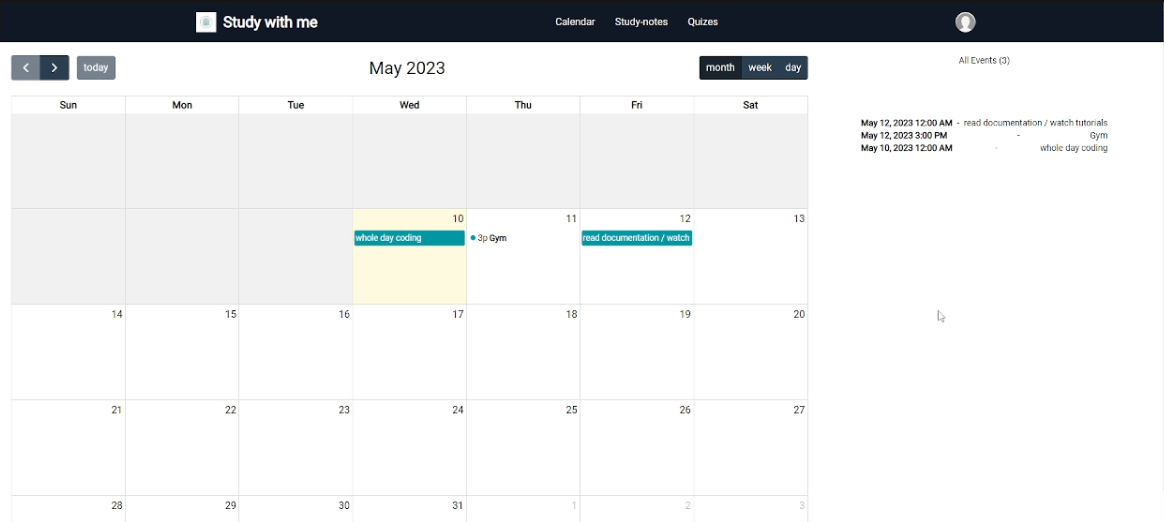 Study with me
Calendar Study-notes Quizes
today
May 2023
month week day
All Events (3)
Sun Mon Tue Wed Thu Fri Sat
May 12, 2023 12:00 AM - read documentation / watch tutorials
May 12, 2023 3:00 PM - Gym
May 10, 2023 12:00 AM - whole day coding
10 11 12 13
whole day coding
3p Gym
read documentation / watch
14 15 16 17 18 19 20
21 22 23 24 25 26 27
28 29 30 31 1 2 3